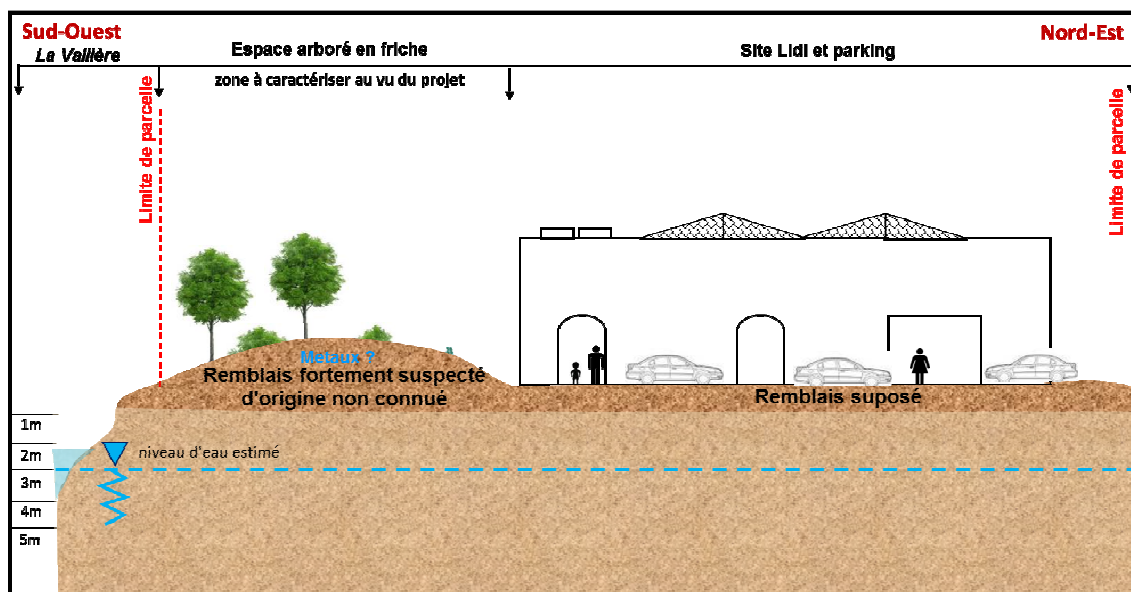 Sud-Ouest
Nord-Est
La Vallière
Espace arboré en friche
Site Lidl et parking
zone à caractériser au vu du projet
Limite de parcelle
Limite de parcelle
Métaux ?
Remblais fortement suspecté
d'origine non connué
Remblais suposé
1m
niveau d'eau estimé
2m
3m
4m
5m